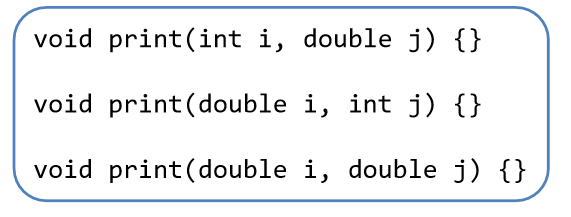 void print(int i, double j) {}
void print(double i, int j) {}
void print(double i, double j) {}